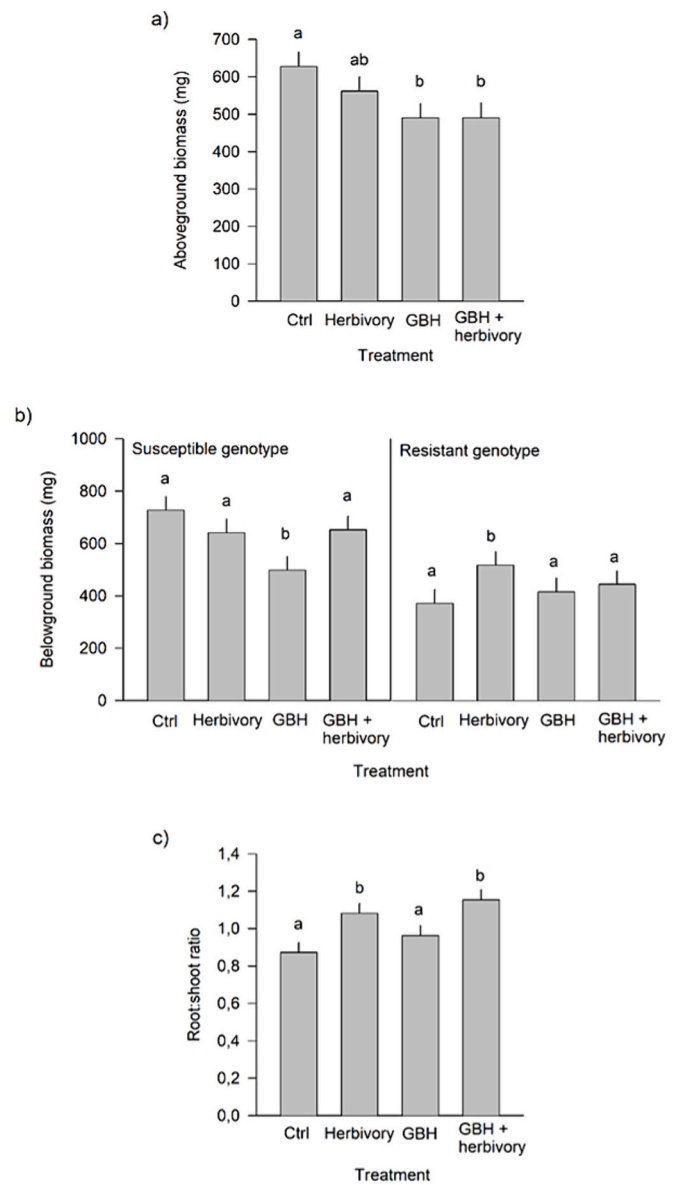 a)
Aboveground biomass (mg)
700
600
500
400
300
200
100
0
a
ab
b
b
Ctrl
Herbivory
GBH
GBH +
herbivory
Treatment
b)
Belowground biomass (mg)
1000
800
600
400
200
0
Susceptible genotype
Resistant genotype
a
a
b
a
a
b
a
a
Ctrl
Herbivory
GBH
GBH +
herbivory
Ctrl
Herbivory
GBH
GBH +
herbivory
Treatment
c)
Root:shoot ratio
1,4
1,2
1,0
0,8
0,6
0,4
0,2
0,0
a
b
a
b
Ctrl
Herbivory
GBH
GBH +
herbivory
Treatment